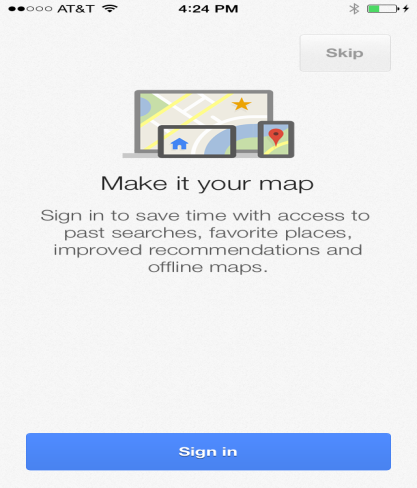 AT&T 4:24 PM
Skip
Make it your map
Sign in to save time with access to
past searches, favorite places,
improved recommendations and
offline maps.
Sign in